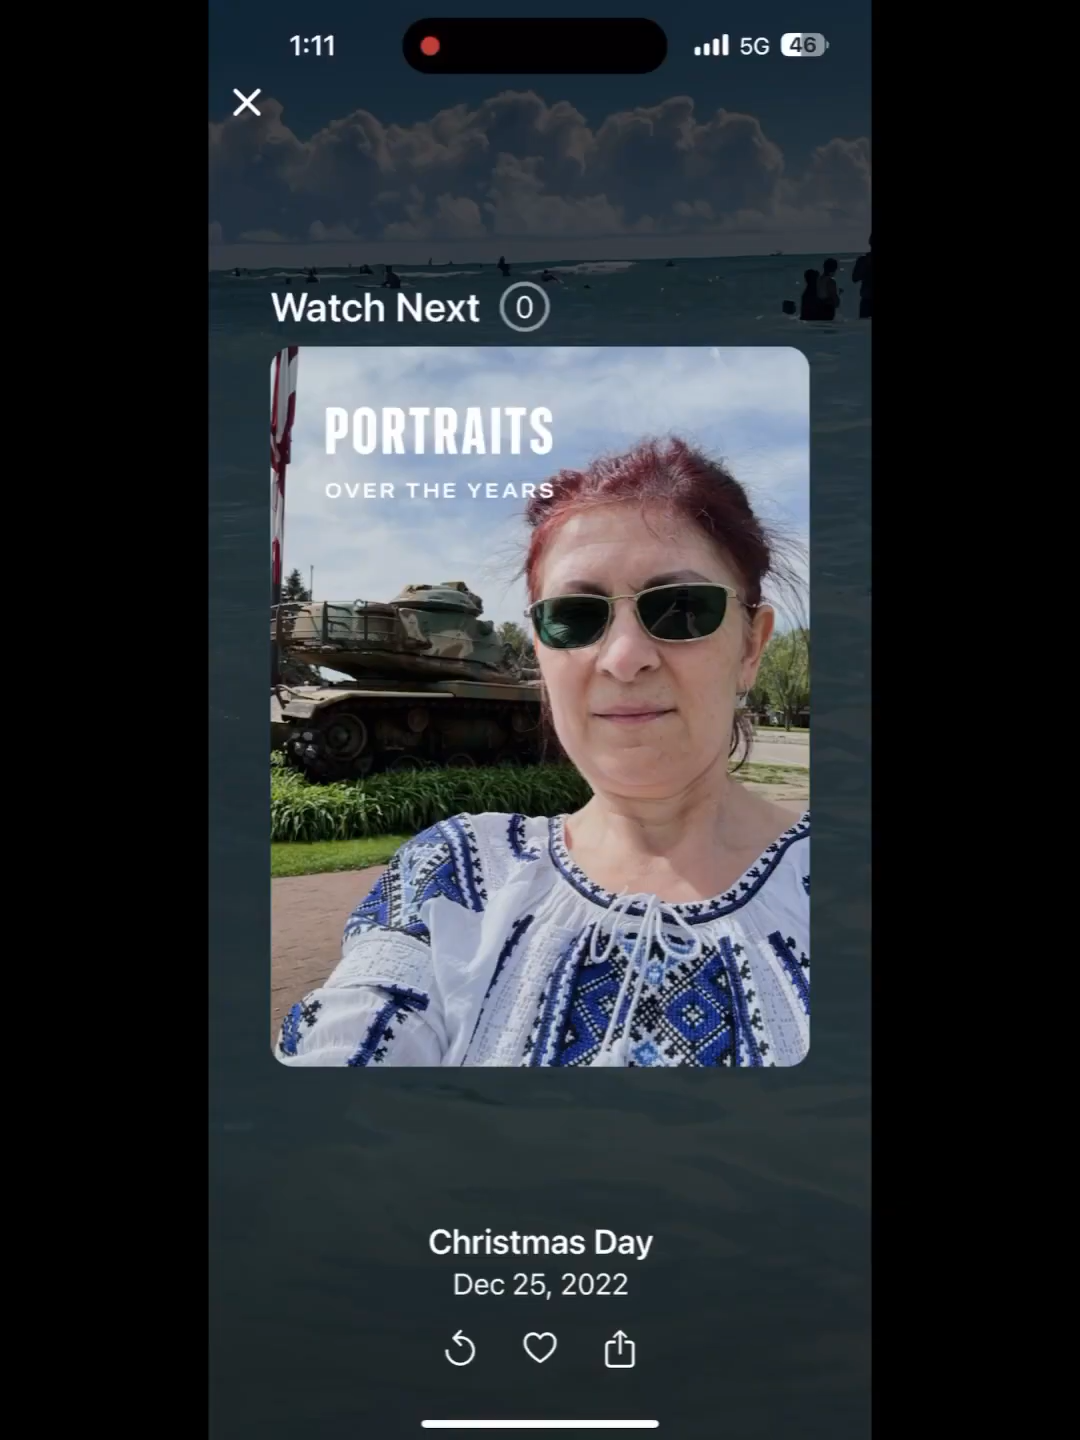 1:11
5G 46
Watch Next 0
PORTRAITS
OVER THE YEARS
Christmas Day
Dec 25, 2022